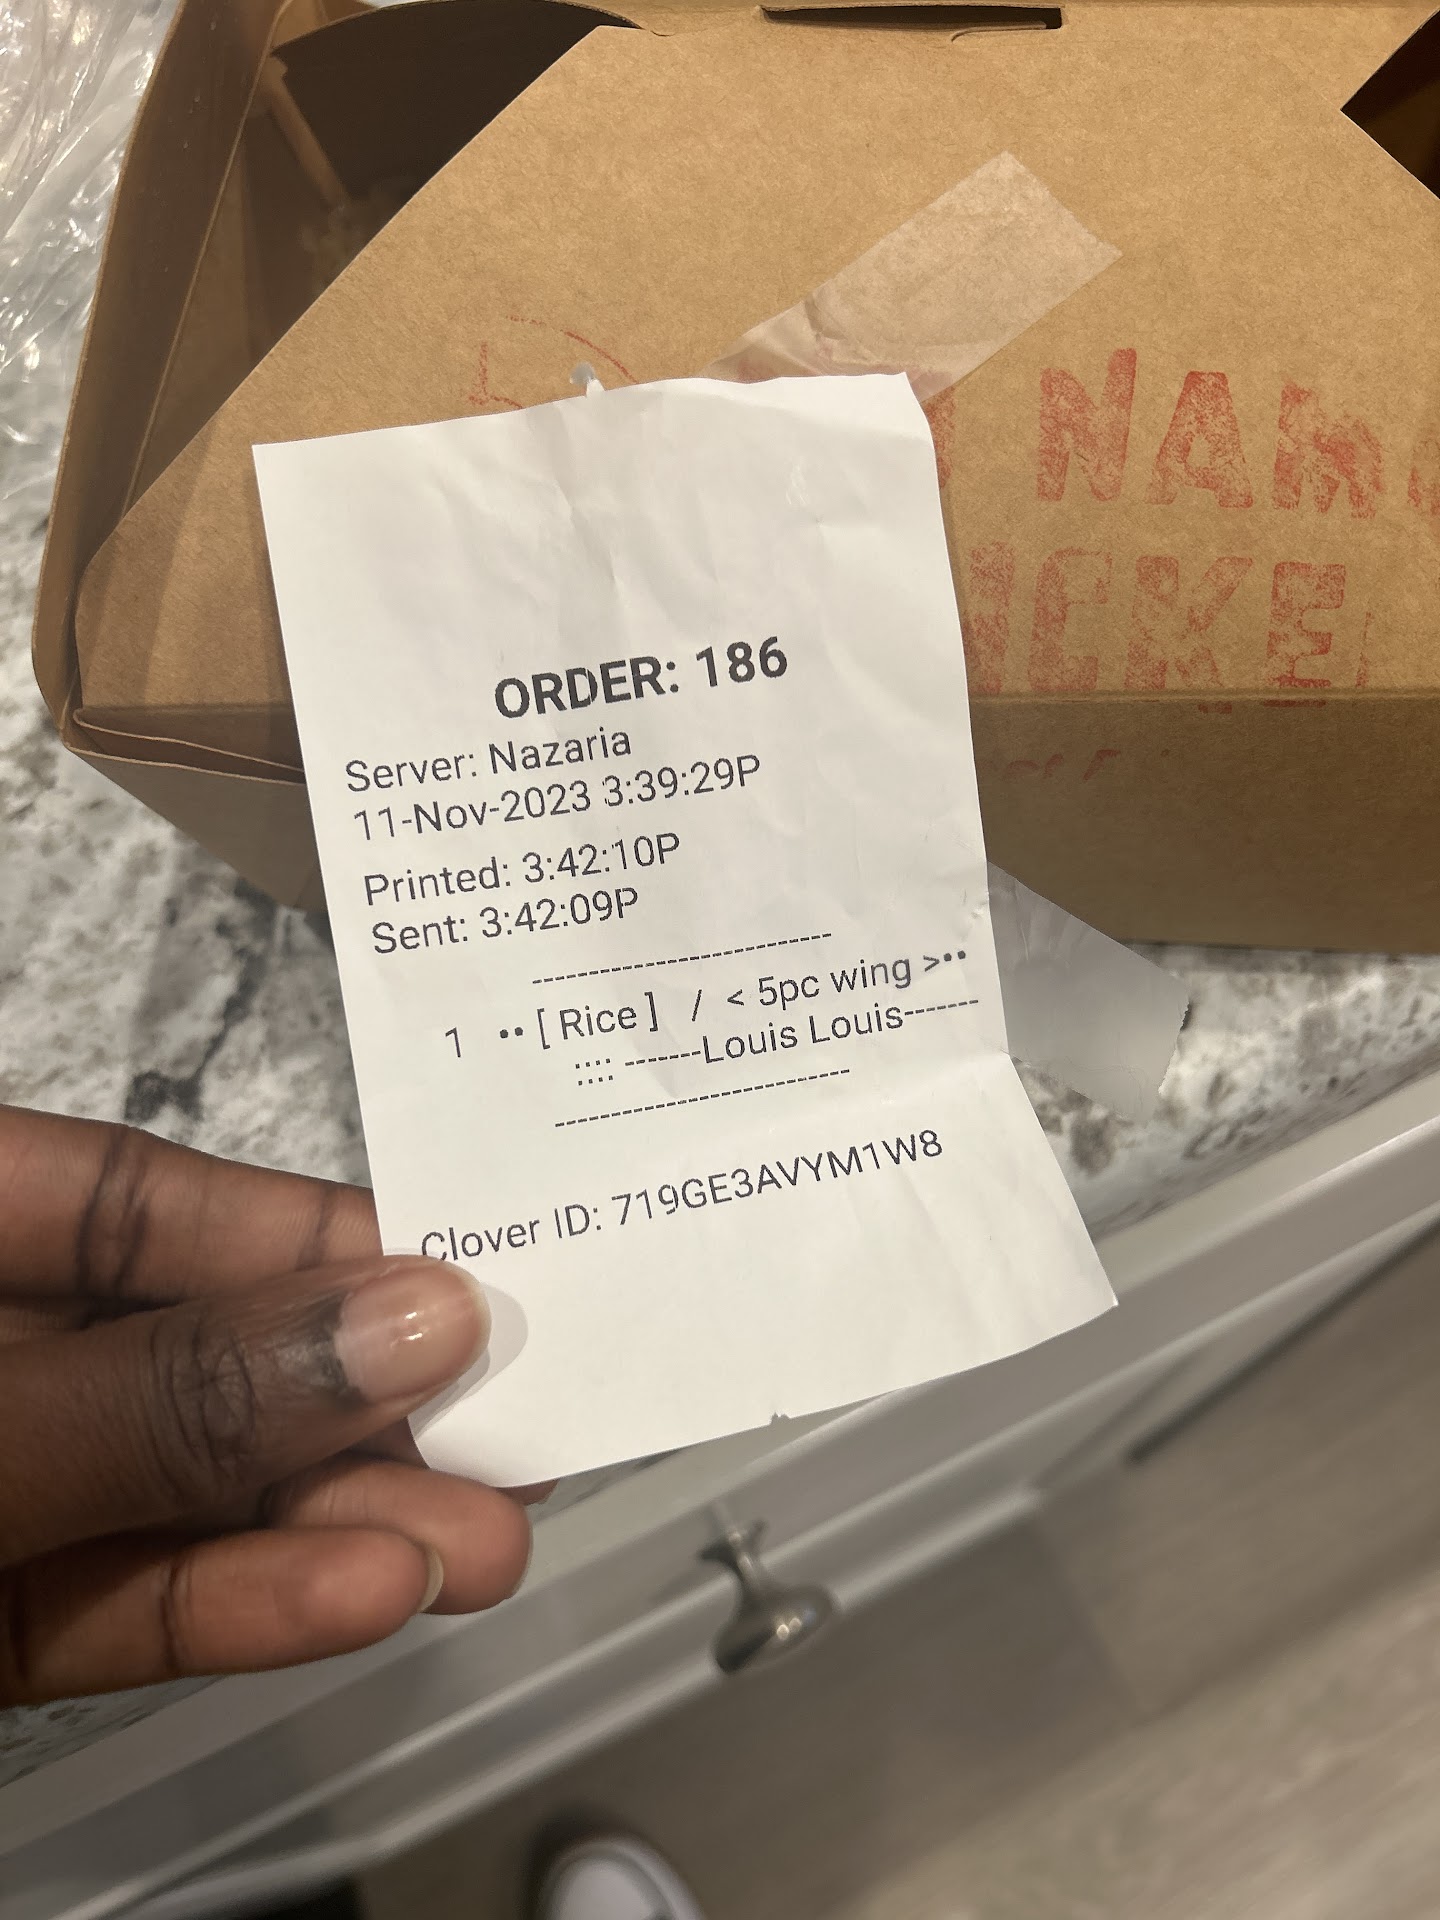 NAM
ORDER: 186
Server: Nazaria
11-Nov-2023 3:39:29P
Printed: 3:42:10P
Sent: 3:42:09P
--------------------------
1 •• [ Rice ] / < 5pc wing >••
:::: -------Louis Louis-------
--------------------------
Clover ID: 719GE3AVYM1W8